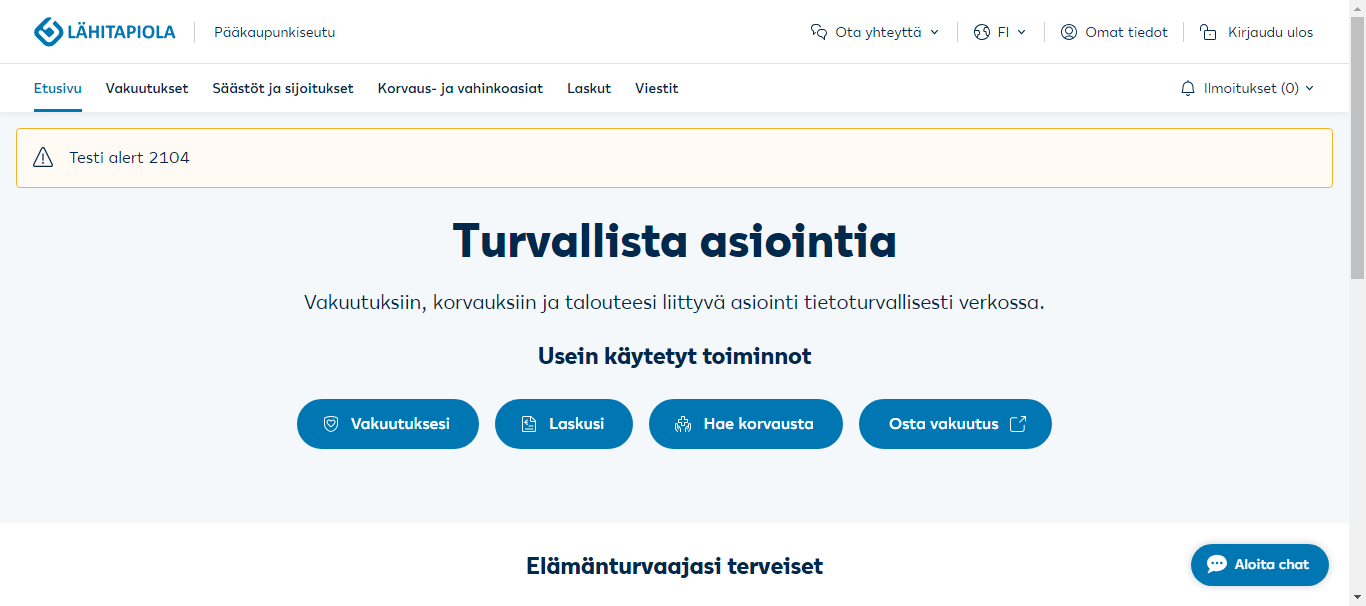 LÄHITAPIOLA
Pääkaupunkiseutu
Ota yhteyttä
FI
Omat tiedot
Kirjaudu ulos
Etusivu
Vakuutukset
Säästöt ja sijoitukset
Korvaus- ja vahinkoasiat
Laskut
Viestit
Ilmoitukset (0)
Testi alert 2104
Turvallista asiointia
Vakuutuksiin, korvauksiin ja talouteesi liittyvä asiointi tietoturvallisesti verkossa.
Usein käytetyt toiminnot
Vakuutuksesi
Laskusi
Hae korvausta
Osta vakuutus
Elämänturvaajasi terveiset
Aloita chat